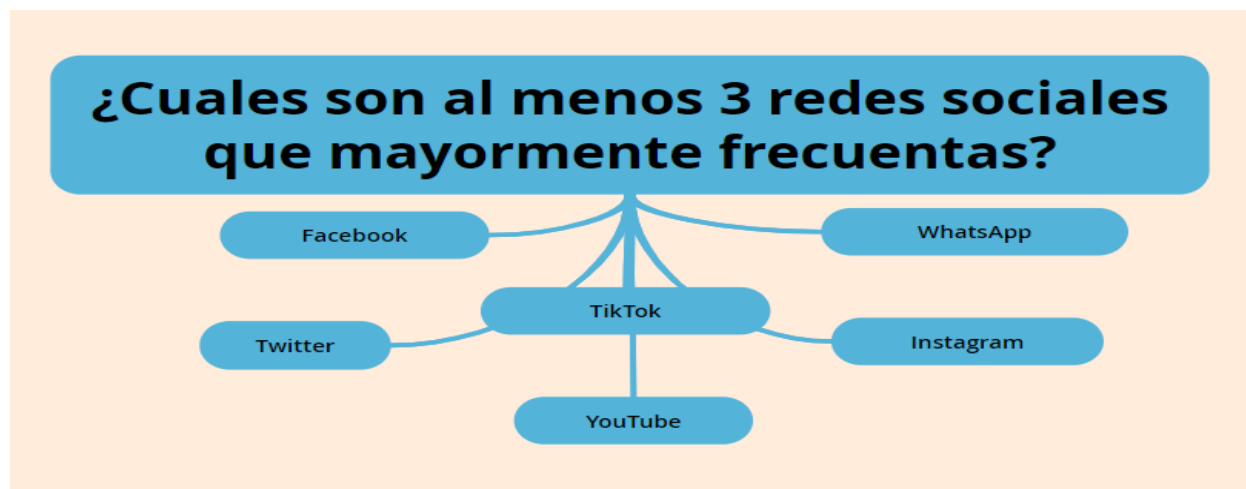 ¿Cuales son al menos 3 redes sociales
que mayormente frecuentas?
Facebook
WhatsApp
TikTok
Twitter
Instagram
YouTube